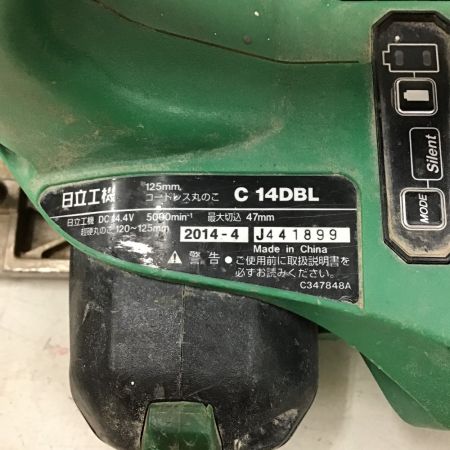 日立工機 125mm, コードレス丸のこ C 14DBL
日立工機 DC 14.4V 5000min⁻¹ 最大切込 47mm
超硬丸のこ 120～125mm
2014-4 J441899
Made in China
⚠ 警告 ● ご使用前に取扱説明書を
必ずお読みください。
C347848A
Silent
MODE